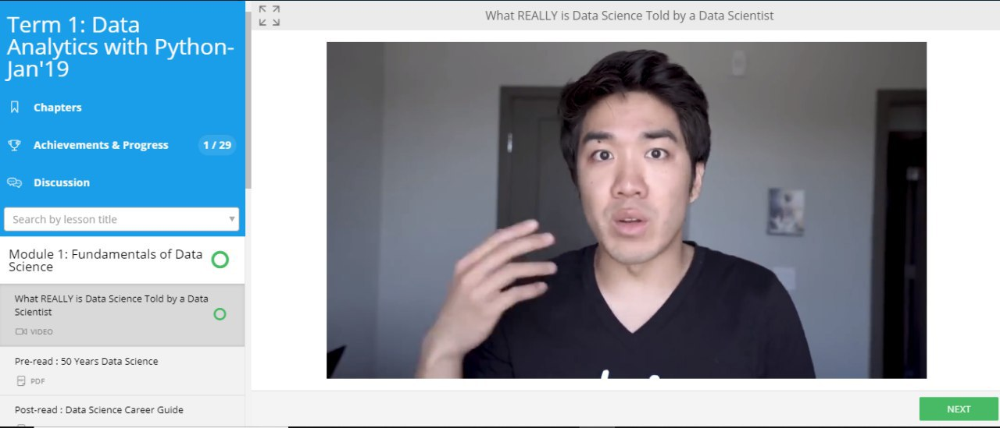 Term 1: Data
Analytics with Python-
Jan'19
Chapters
Achievements & Progress
1 / 29
Discussion
Search by lesson title
Module 1: Fundamentals of Data
Science
What REALLY is Data Science Told by a Data
Scientist
VIDEO
Pre-read : 50 Years Data Science
PDF
Post-read : Data Science Career Guide
What REALLY is Data Science Told by a Data Scientist
NEXT